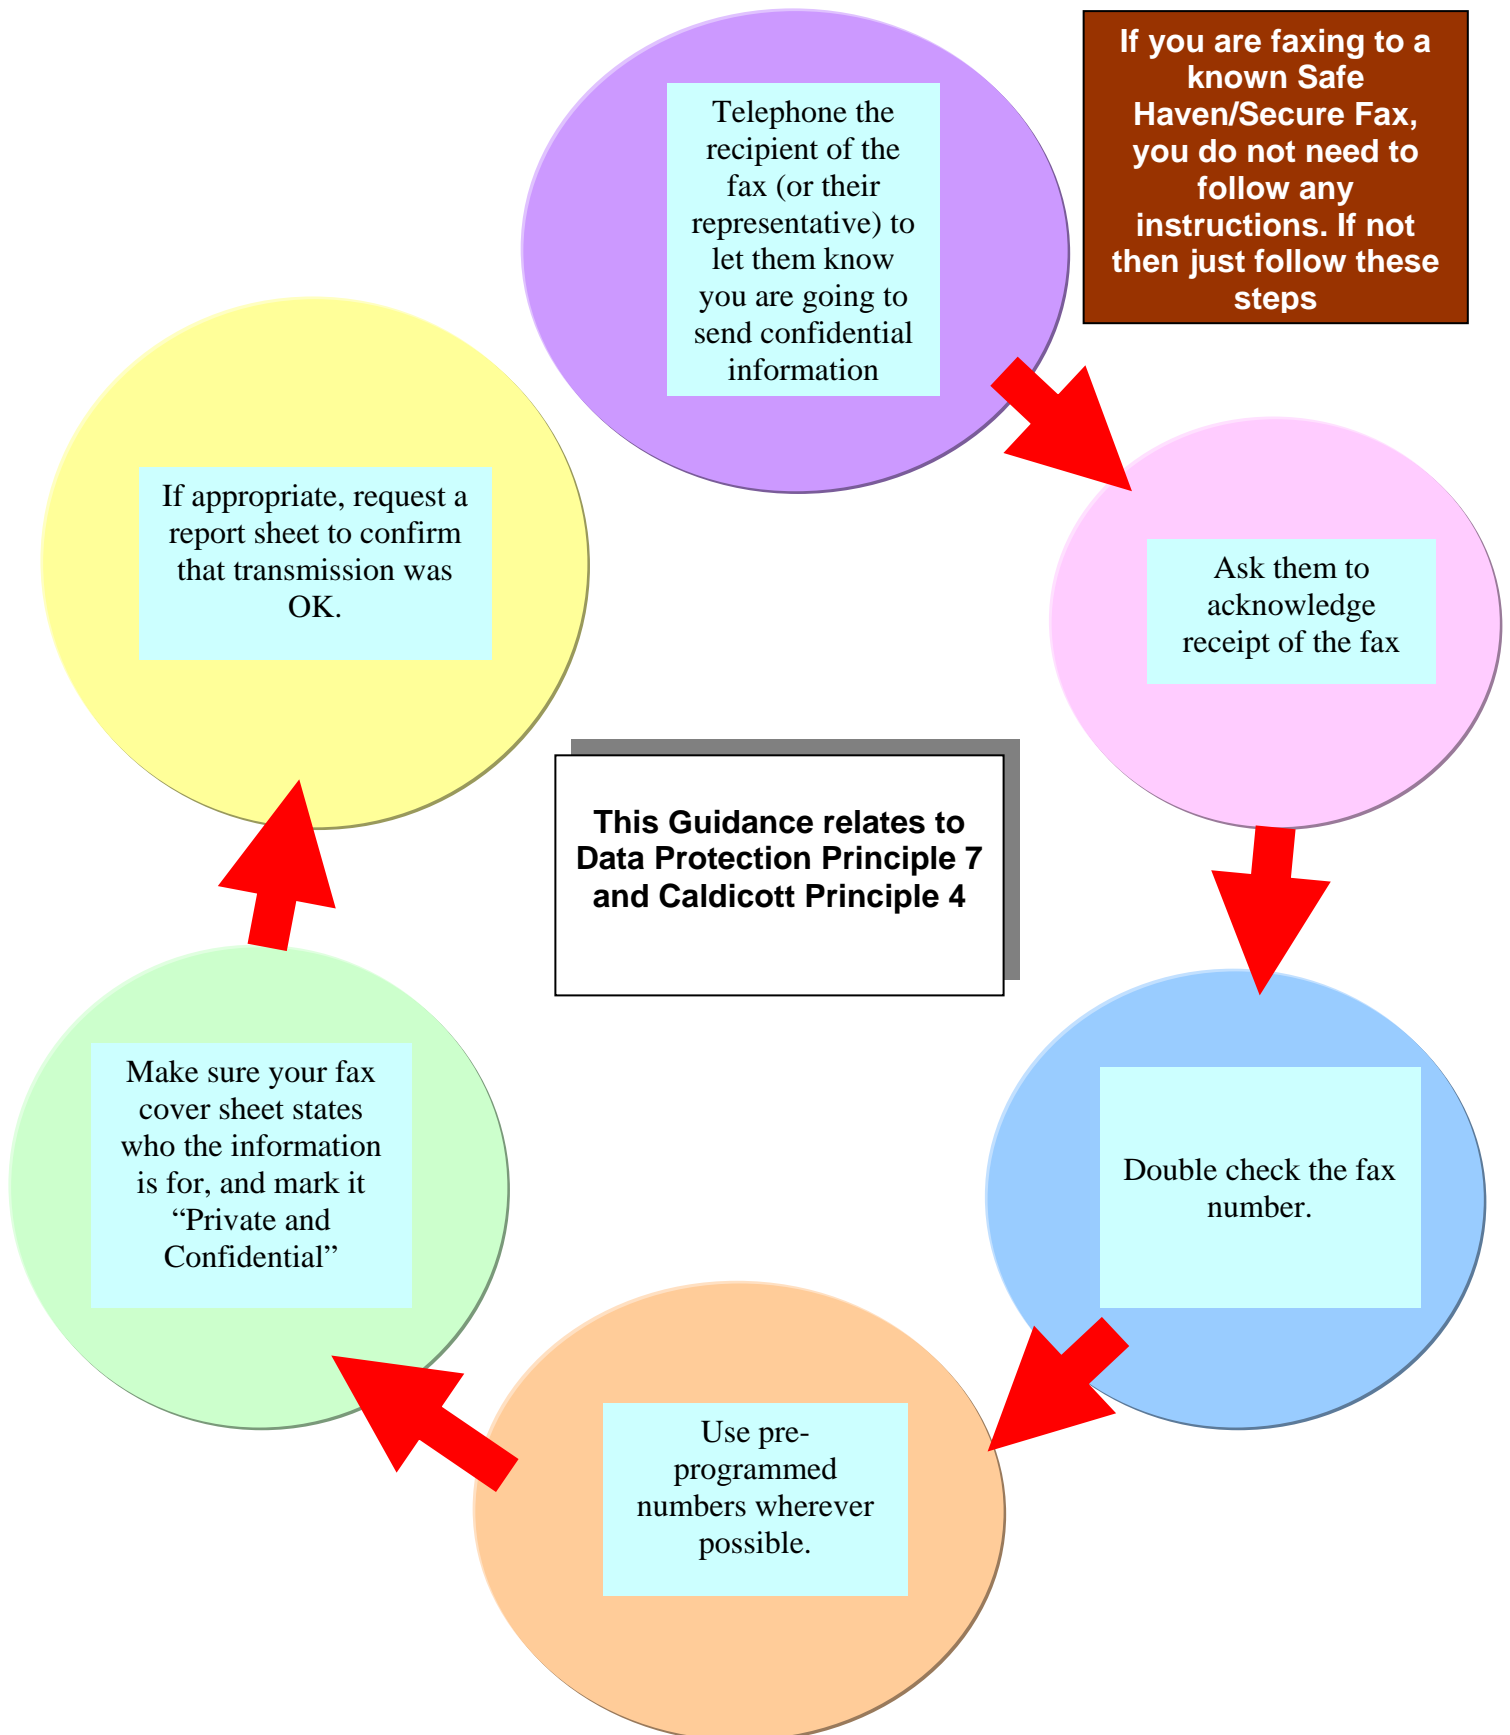 If you are faxing to a
known Safe
Haven/Secure Fax,
you do not need to
follow any
instructions. If not
then just follow these
steps
Telephone the
recipient of the
fax (or their
representative) to
let them know
you are going to
send confidential
information
Ask them to
acknowledge
receipt of the fax
Double check the fax
number.
Use pre-
programmed
numbers wherever
possible.
Make sure your fax
cover sheet states
who the information
is for, and mark it
“Private and
Confidential”
If appropriate, request a
report sheet to confirm
that transmission was
OK.
This Guidance relates to
Data Protection Principle 7
and Caldicott Principle 4